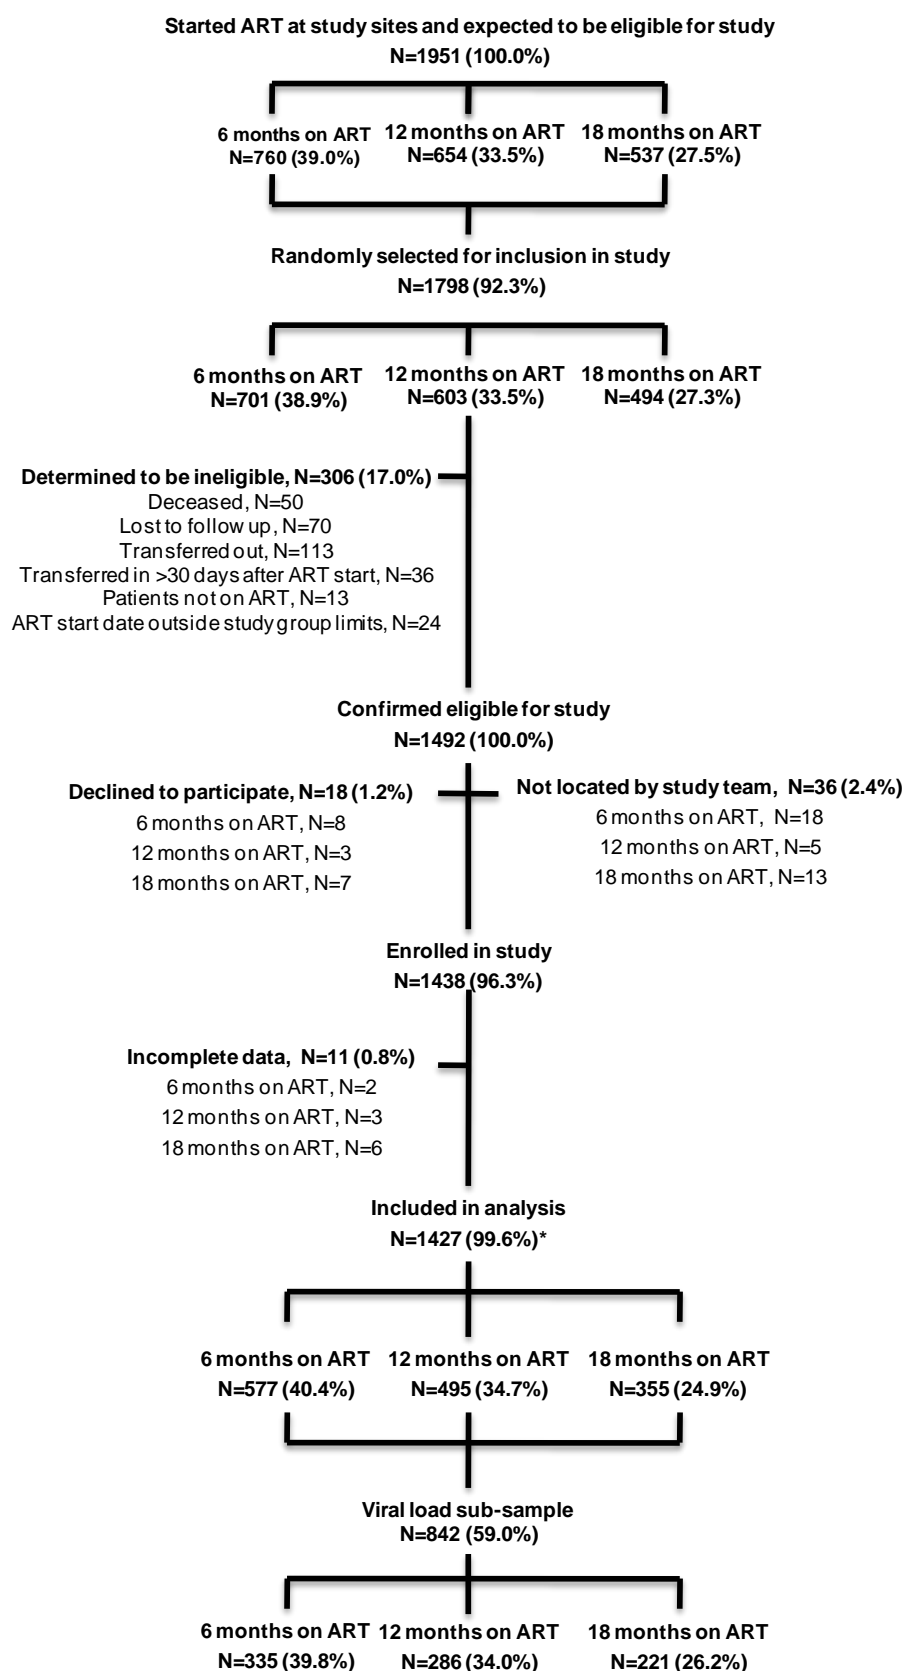 Started ART at study sites and expected to be eligible for study
N=1951 (100.0%)
6 months on ART
N=760 (39.0%)
12 months on ART
N=654 (33.5%)
18 months on ART
N=537 (27.5%)
Randomly selected for inclusion in study
N=1798 (92.3%)
6 months on ART
N=701 (38.9%)
12 months on ART
N=603 (33.5%)
18 months on ART
N=494 (27.3%)
Determined to be ineligible, N=306 (17.0%)
Deceased, N=50
Lost to follow up, N=70
Transferred out, N=113
Transferred in >30 days after ART start, N=36
Patients not on ART, N=13
ART start date outside study group limits, N=24
Confirmed eligible for study
N=1492 (100.0%)
Declined to participate, N=18 (1.2%)
6 months on ART, N=8
12 months on ART, N=3
18 months on ART, N=7
Not located by study team, N=36 (2.4%)
6 months on ART, N=18
12 months on ART, N=5
18 months on ART, N=13
Enrolled in study
N=1438 (96.3%)
Incomplete data, N=11 (0.8%)
6 months on ART, N=2
12 months on ART, N=3
18 months on ART, N=6
Included in analysis
N=1427 (99.6%)*
6 months on ART
N=577 (40.4%)
12 months on ART
N=495 (34.7%)
18 months on ART
N=355 (24.9%)
Viral load sub-sample
N=842 (59.0%)
6 months on ART
N=335 (39.8%)
12 months on ART
N=286 (34.0%)
18 months on ART
N=221 (26.2%)